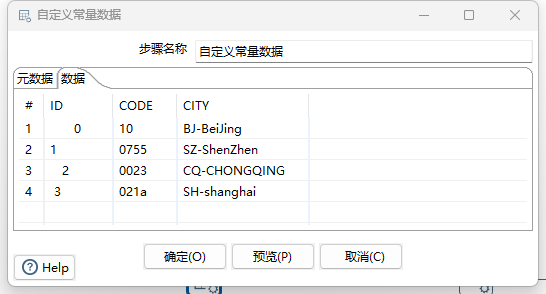 自定义常量数据
步骤名称 自定义常量数据
元数据 数据
# ID CODE CITY
1 0 10 BJ-BeiJing
2 1 0755 SZ-ShenZhen
3 2 0023 CQ-CHONGQING
4 3 021a SH-shanghai
确定(O) 预览(P) 取消(C)
Help